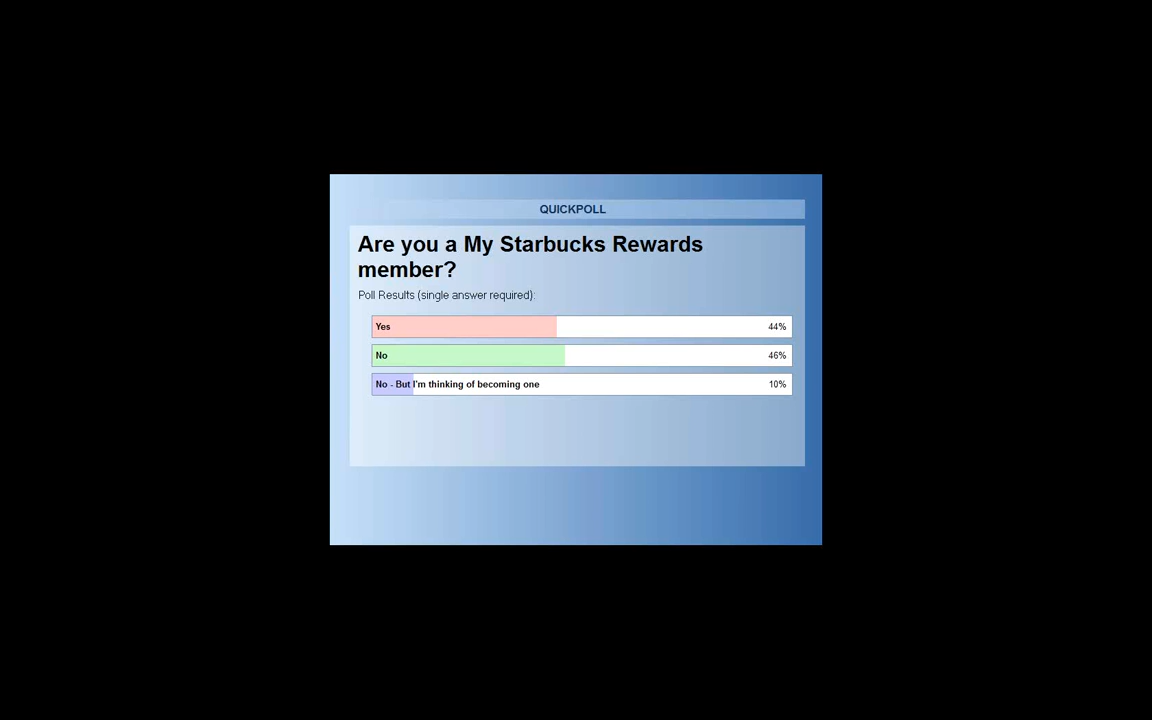 QUICKPOLL
Are you a My Starbucks Rewards
member?
Poll Results (single answer required):
Yes 44%
No 46%
No - But I'm thinking of becoming one 10%